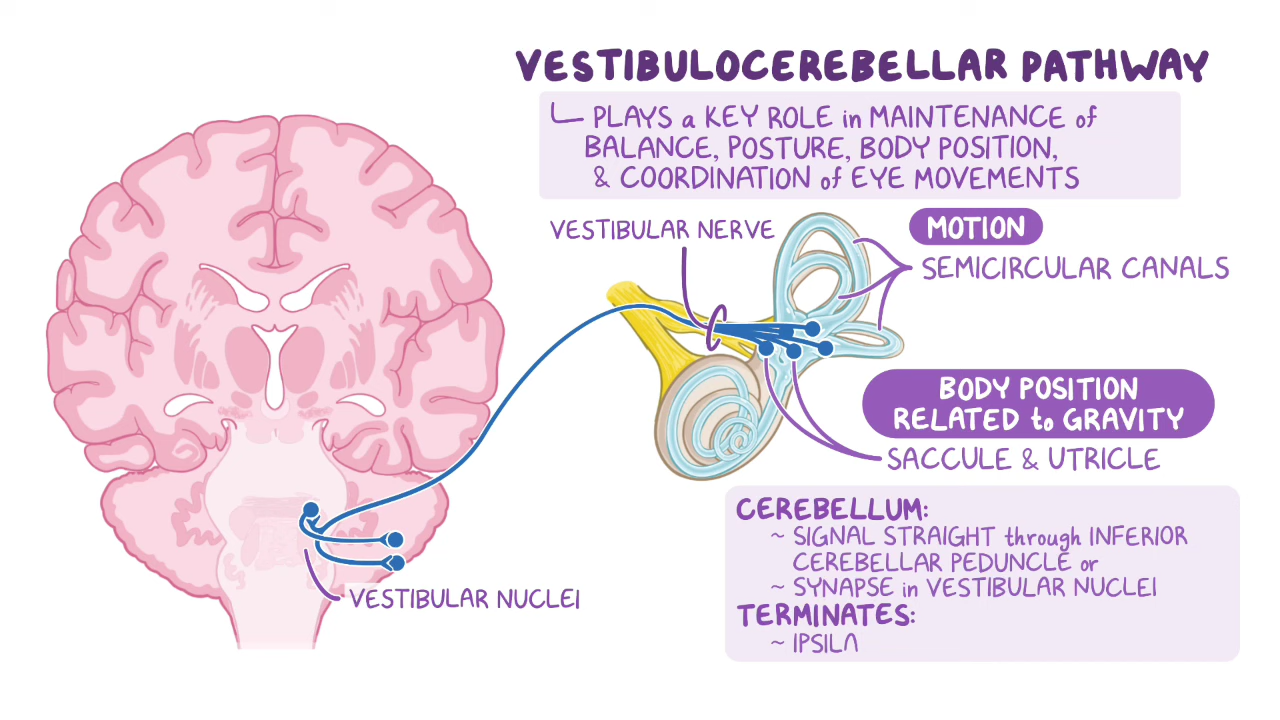 VESTIBULOCEREBELLAR PATHWAY
PLAYS a KEY ROLE in MAINTENANCE of
BALANCE, POSTURE, BODY POSITION,
& COORDINATION of EYE MOVEMENTS
VESTIBULAR NERVE
MOTION
SEMICIRCULAR CANALS
BODY POSITION
RELATED to GRAVITY
SACCULE & UTRICLE
VESTIBULAR NUCLEI
CEREBELLUM:
~ SIGNAL STRAIGHT through INFERIOR
CEREBELLAR PEDUNCLE or
~ SYNAPSE in VESTIBULAR NUCLEI
TERMINATES:
~ IPSIL